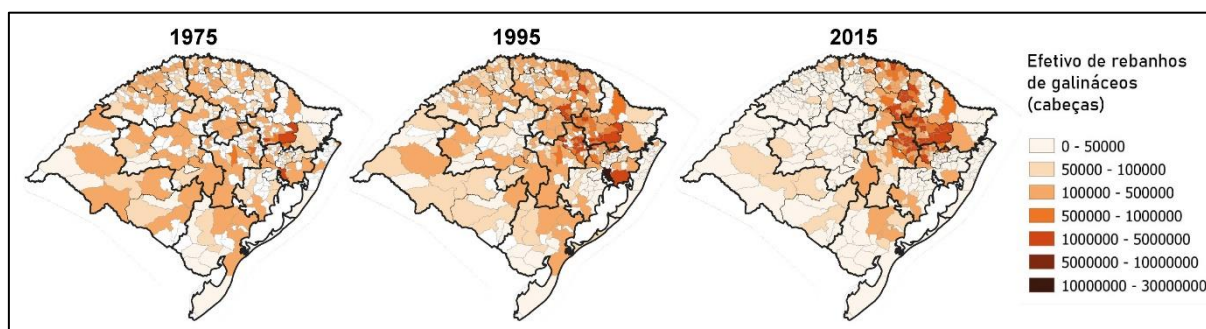 1975
1995
2015
Efetivo de rebanhos
de galináceos
(cabeças)
0 - 50000
50000 - 100000
100000 - 500000
500000 - 1000000
1000000 - 5000000
5000000 - 10000000
10000000 - 30000000